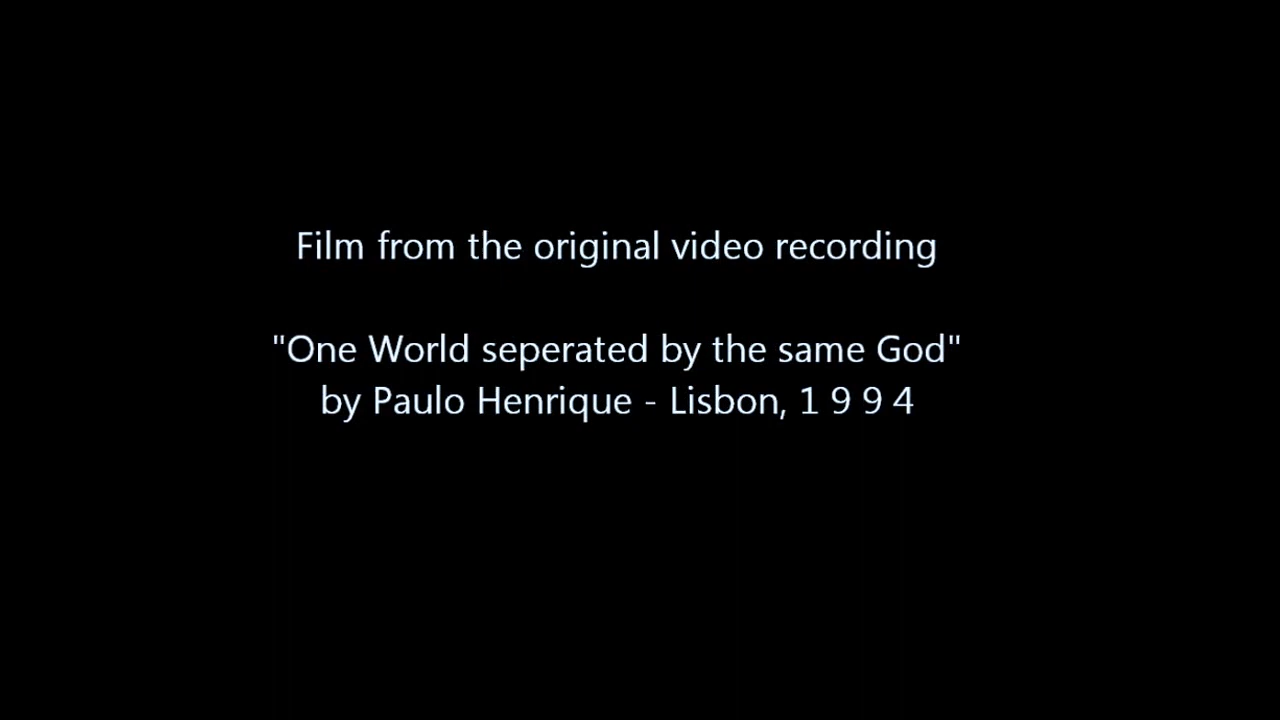 Film from the original video recording
"One World seperated by the same God"
by Paulo Henrique - Lisbon, 1 9 9 4